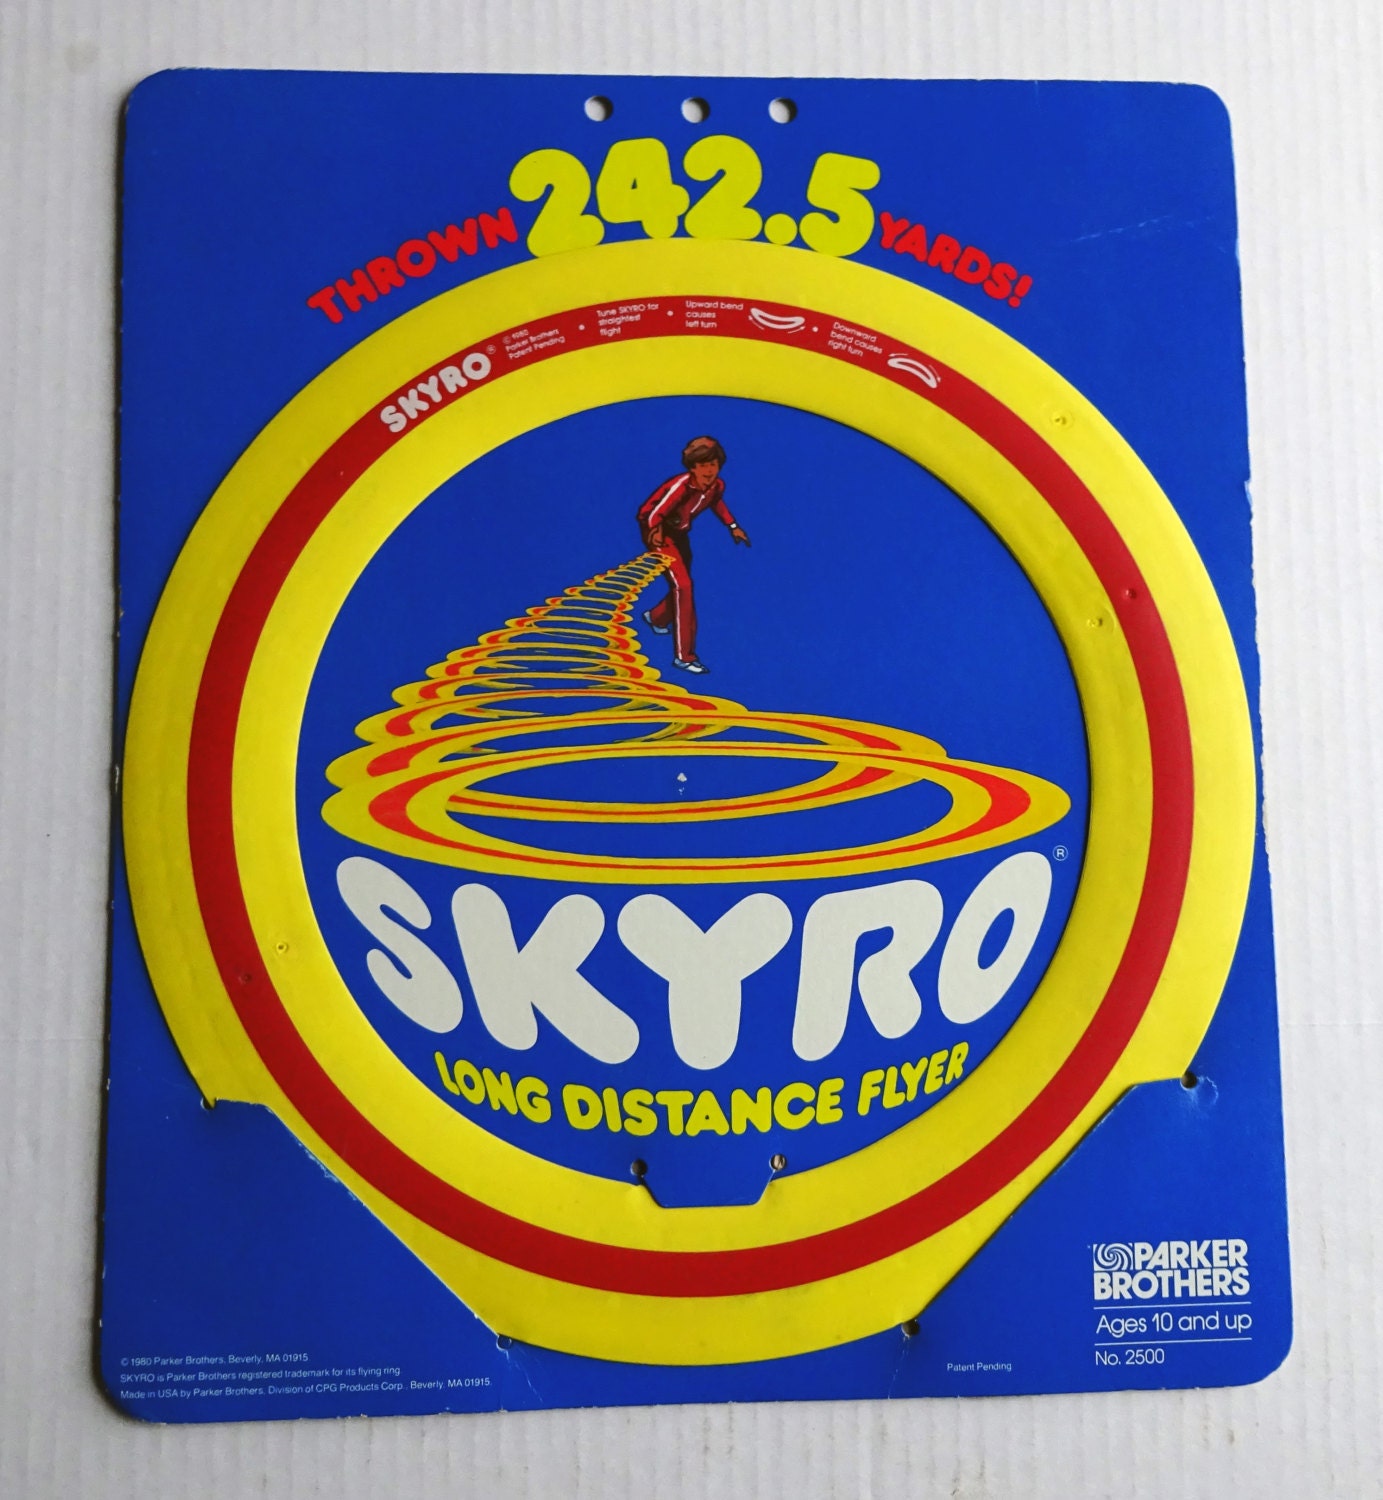 THROWN 242.5 YARDS!
SKYRO®
© 1980
Parker Brothers
Patent Pending
•
Tune SKYRO for
straightest
flight
•
Upward bend
causes
left turn
•
Downward
bend causes
right turn
SKYRO®
LONG DISTANCE FLYER
PARKER
BROTHERS
Ages 10 and up
No. 2500
Patent Pending
© 1980 Parker Brothers, Beverly, MA 01915
SKYRO is Parker Brothers registered trademark for its flying ring.
Made in USA by Parker Brothers, Division of CPG Products Corp., Beverly, MA 01915.